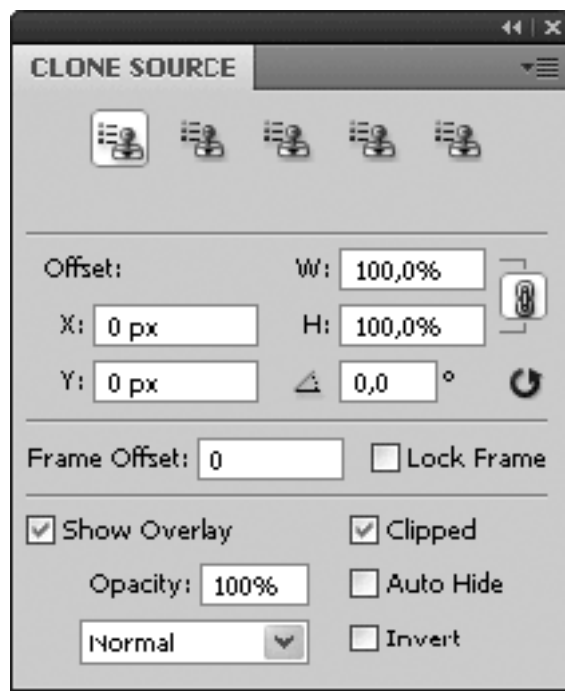 CLONE SOURCE
Offset: W: 100,0%
X: 0 px H: 100,0%
Y: 0 px 0,0 °
Frame Offset: 0 Lock Frame
Show Overlay Clipped
Opacity: 100% Auto Hide
Normal Invert